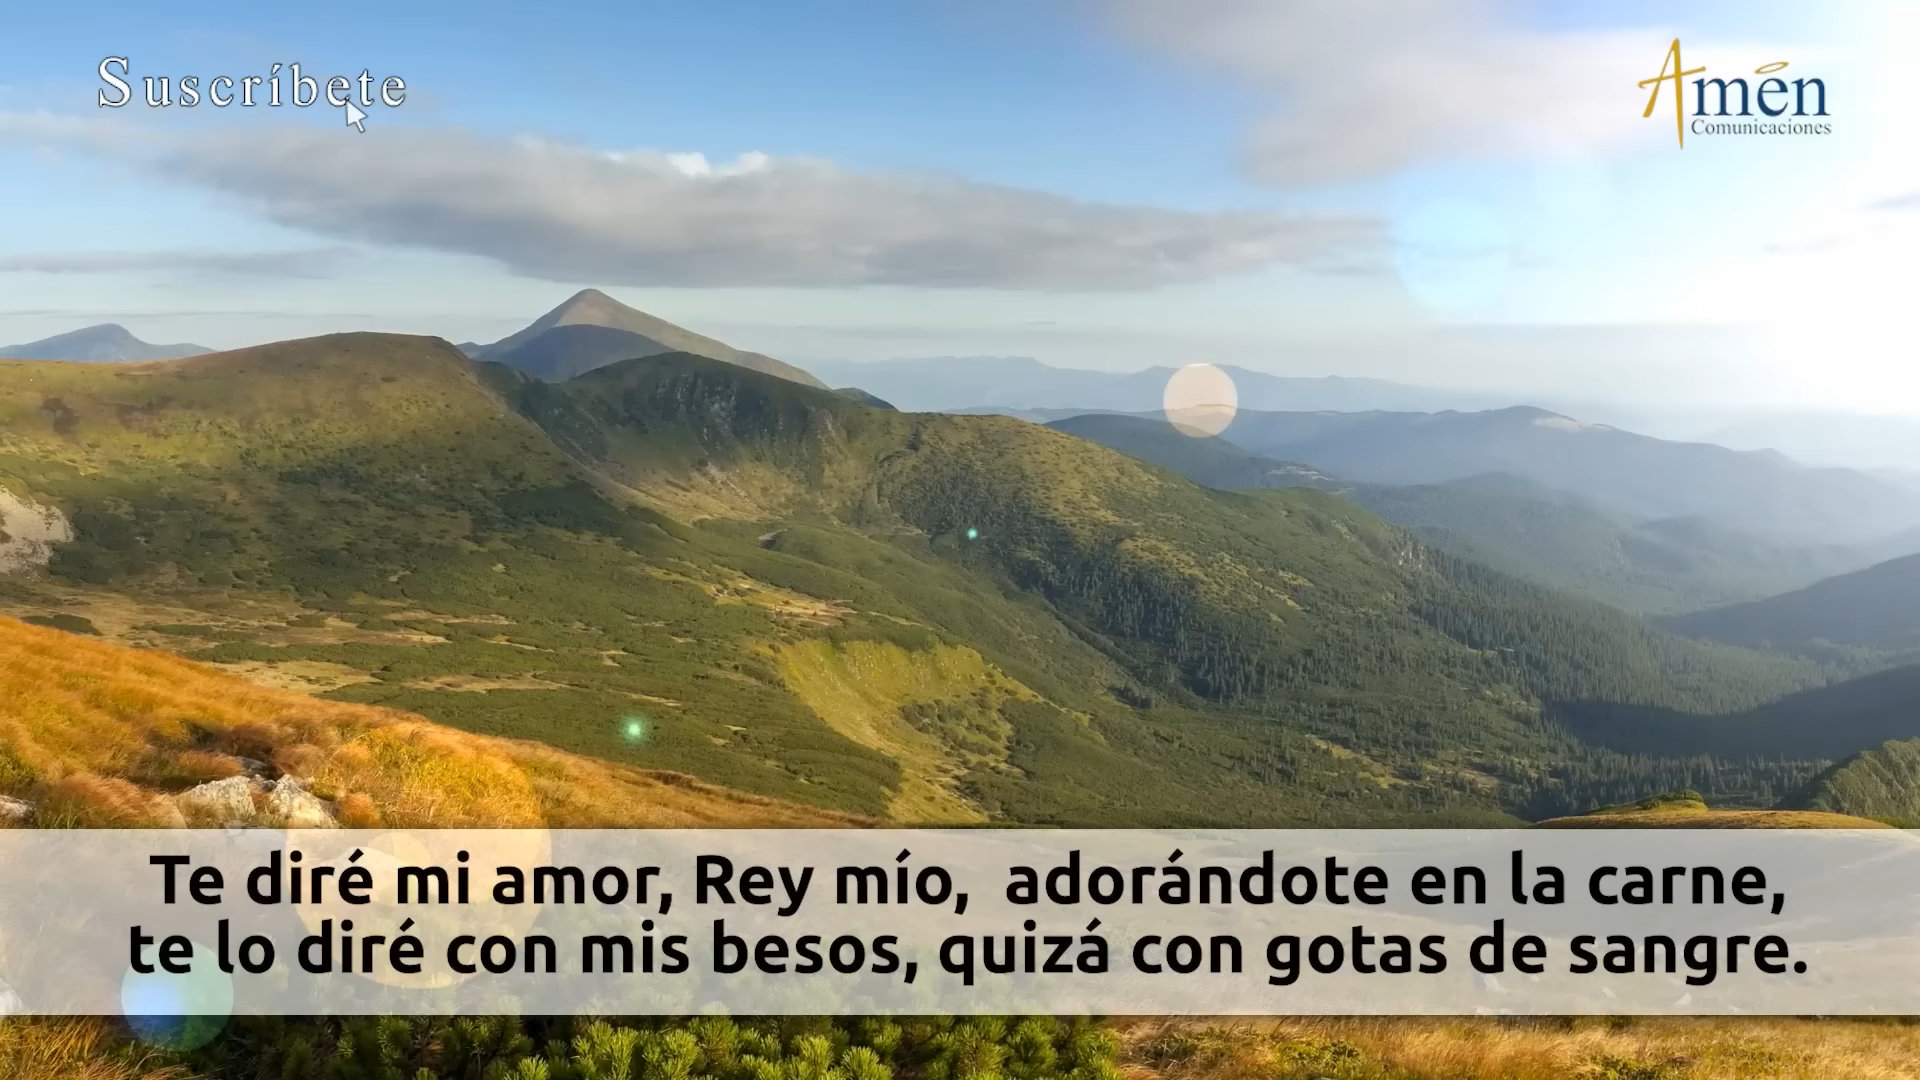 Suscríbete
Amén
Comunicaciones
Te diré mi amor, Rey mío,  adorándote en la carne,
te lo diré con mis besos, quizá con gotas de sangre.